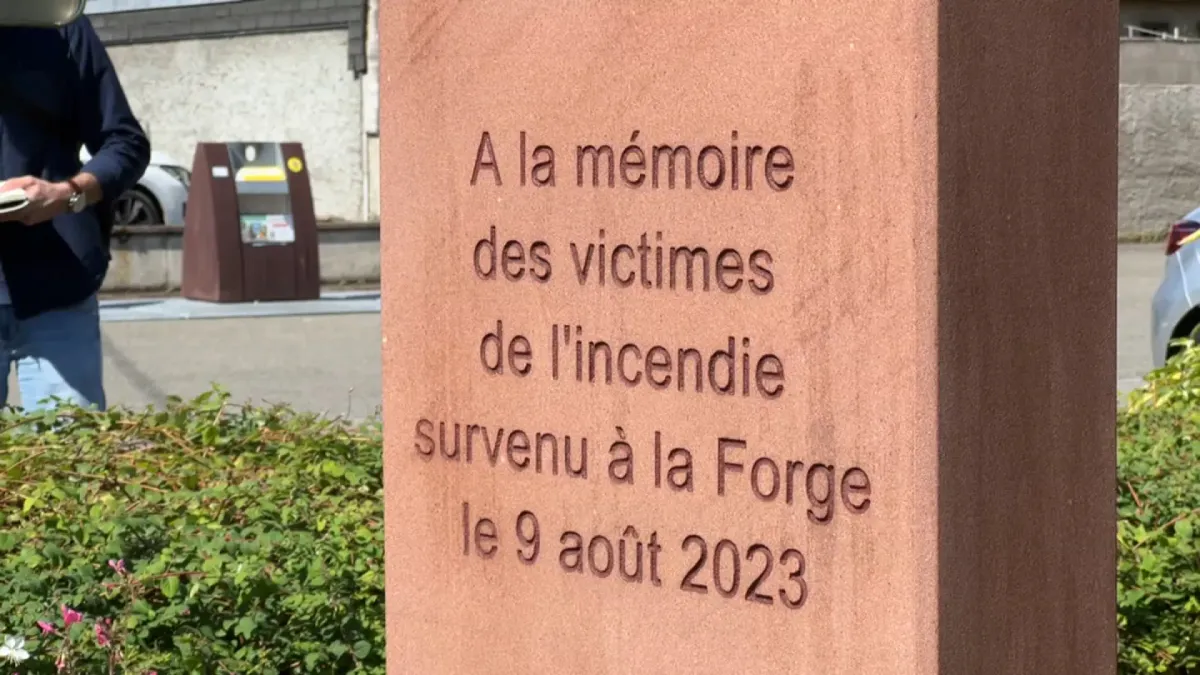 A la mémoire
des victimes
de l'incendie
survenu à la Forge
le 9 août 2023